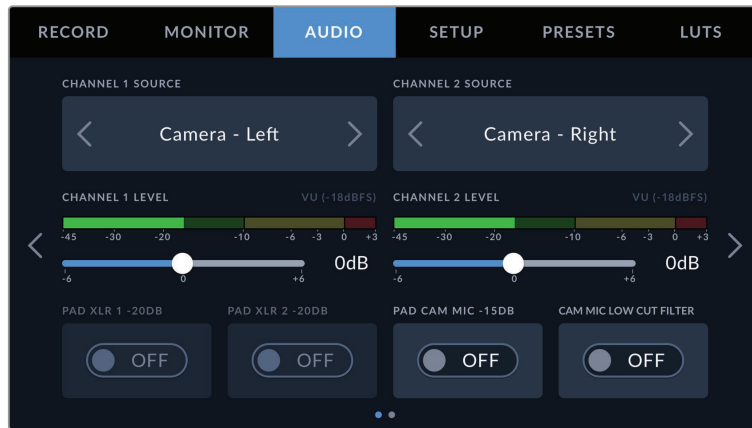 RECORD MONITOR AUDIO SETUP PRESETS LUTS
CHANNEL 1 SOURCE CHANNEL 2 SOURCE
Camera - Left Camera - Right
CHANNEL 1 LEVEL VU (-18dBFS) CHANNEL 2 LEVEL VU (-18dBFS)
-45 -30 -20 -10 -6 -3 0 +3 -45 -30 -20 -10 -6 -3 0 +3
0dB 0dB
-6 0 +6 -6 0 +6
PAD XLR 1 -20DB PAD XLR 2 -20DB PAD CAM MIC -15DB CAM MIC LOW CUT FILTER
OFF OFF OFF OFF